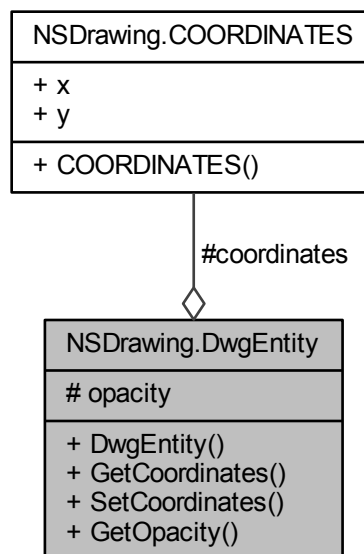 NSDrawing.COORDINATES
+ x
+ y
+ COORDINATES()
#coordinates
NSDrawing.DwgEntity
# opacity
+ DwgEntity()
+ GetCoordinates()
+ SetCoordinates()
+ GetOpacity()